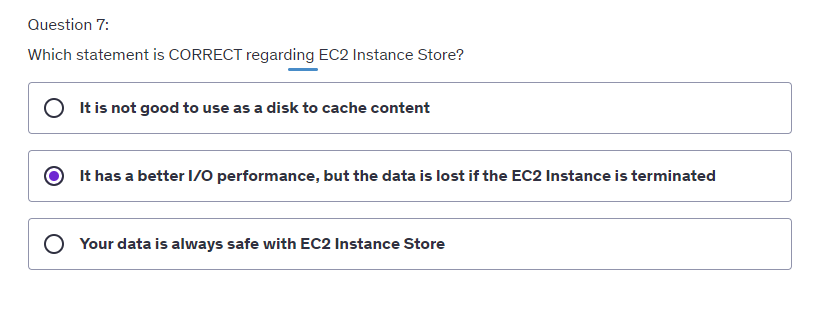 Question 7:
Which statement is CORRECT regarding EC2 Instance Store?
It is not good to use as a disk to cache content
It has a better I/O performance, but the data is lost if the EC2 Instance is terminated
Your data is always safe with EC2 Instance Store